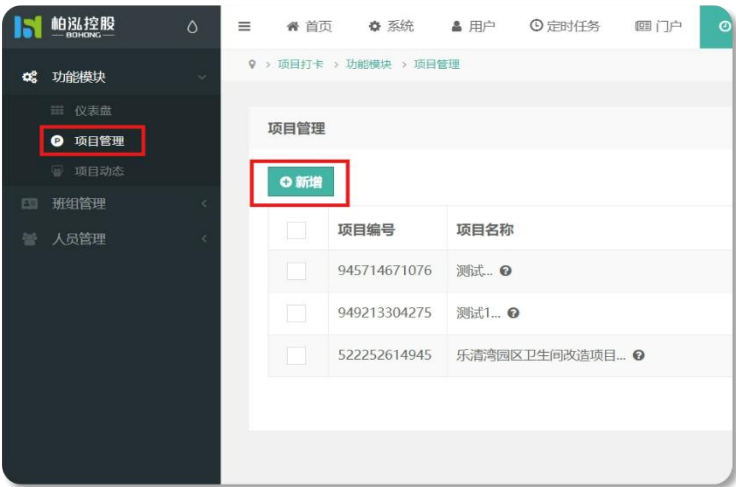 帕泓控股
BOHONG
首页 系统 用户 定时任务 门户
项目打卡 > 功能模块 > 项目管理
功能模块
仪表盘
项目管理
项目动态
班组管理
人员管理
项目管理
新增
项目编号 项目名称
945714671076 测试...
949213304275 测试1...
522252614945 乐清湾园区卫生间改造项目...